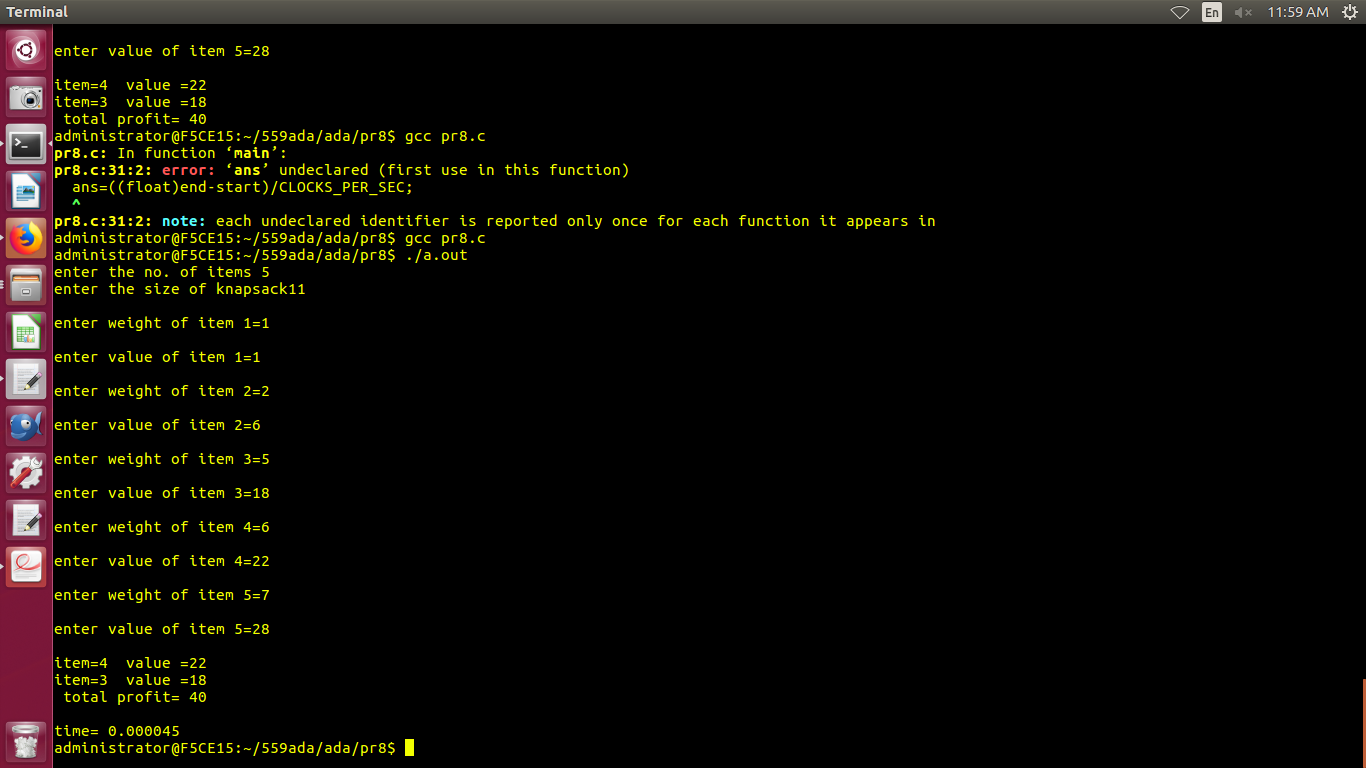 Terminal
En
11:59 AM
enter value of item 5=28
item=4  value =22
item=3  value =18
 total profit= 40
administrator@F5CE15:~/559ada/ada/pr8$ gcc pr8.c
pr8.c: In function ‘main’:
pr8.c:31:2: error: ‘ans’ undeclared (first use in this function)
  ans=((float)end-start)/CLOCKS_PER_SEC;
  ^
pr8.c:31:2: note: each undeclared identifier is reported only once for each function it appears in
administrator@F5CE15:~/559ada/ada/pr8$ gcc pr8.c
administrator@F5CE15:~/559ada/ada/pr8$ ./a.out
enter the no. of items 5
enter the size of knapsack11
enter weight of item 1=1
enter value of item 1=1
enter weight of item 2=2
enter value of item 2=6
enter weight of item 3=5
enter value of item 3=18
enter weight of item 4=6
enter value of item 4=22
enter weight of item 5=7
enter value of item 5=28
item=4  value =22
item=3  value =18
 total profit= 40
time= 0.000045
administrator@F5CE15:~/559ada/ada/pr8$